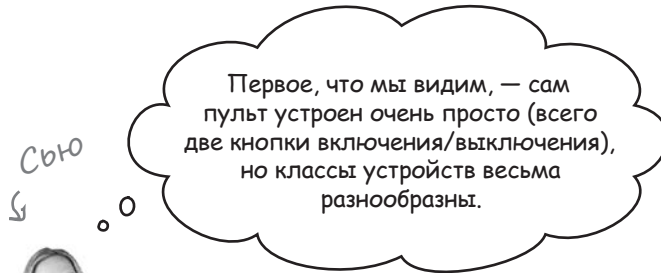 Первое, что мы видим, — сам
пульт устроен очень просто (всего
две кнопки включения/выключения),
но классы устройств весьма
разнообразны.
Сью